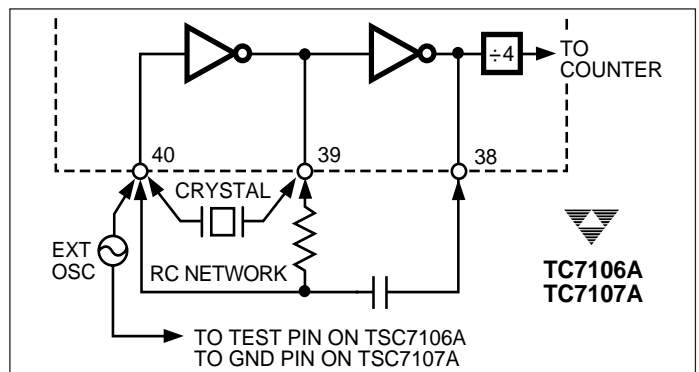 ÷4
TO
COUNTER
40
39
38
CRYSTAL
EXT
OSC
RC NETWORK
TC7106A
TC7107A
TO TEST PIN ON TSC7106A
TO GND PIN ON TSC7107A